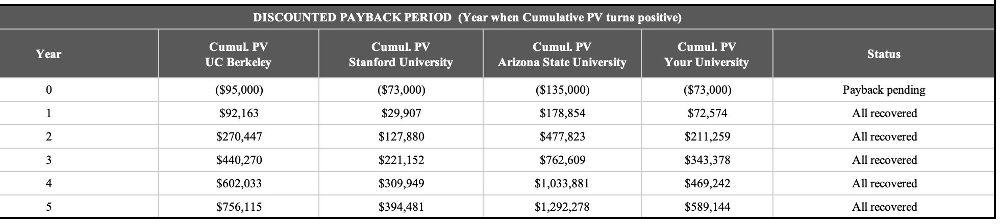 DISCOUNTED PAYBACK PERIOD (Year when Cumulative PV turns positive)
Year Cumul. PV UC Berkeley Cumul. PV Stanford University Cumul. PV Arizona State University Cumul. PV Your University Status
0 ($95,000) ($73,000) ($135,000) ($73,000) Payback pending
1 $92,163 $29,907 $178,854 $72,574 All recovered
2 $270,447 $127,880 $477,823 $211,259 All recovered
3 $440,270 $221,152 $762,609 $343,378 All recovered
4 $602,033 $309,949 $1,033,881 $469,242 All recovered
5 $756,115 $394,481 $1,292,278 $589,144 All recovered